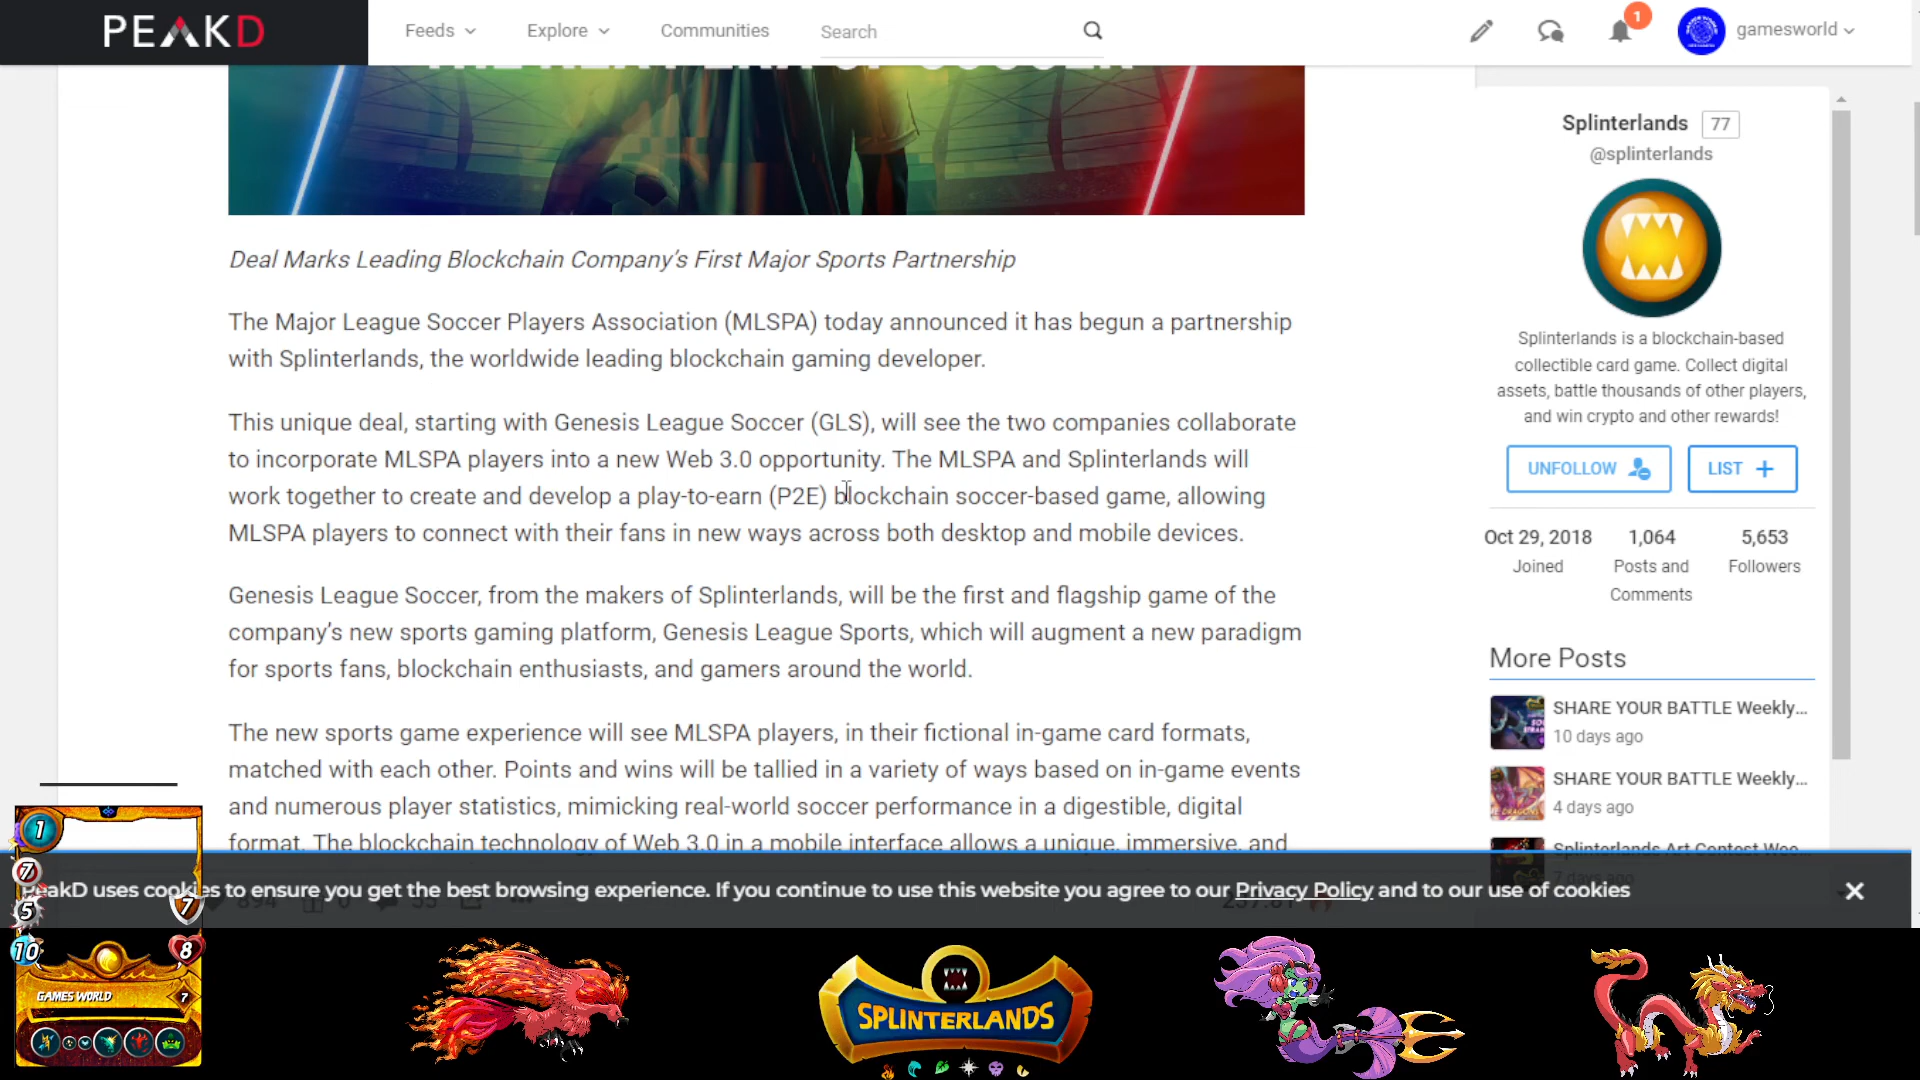 PEAKD
Feeds
Explore
Communities
Search
1
gamesworld
THE NEXT ERA OF SOCCER
Deal Marks Leading Blockchain Company's First Major Sports Partnership
The Major League Soccer Players Association (MLSPA) today announced it has begun a partnership
with Splinterlands, the worldwide leading blockchain gaming developer.
This unique deal, starting with Genesis League Soccer (GLS), will see the two companies collaborate
to incorporate MLSPA players into a new Web 3.0 opportunity. The MLSPA and Splinterlands will
work together to create and develop a play-to-earn (P2E) blockchain soccer-based game, allowing
MLSPA players to connect with their fans in new ways across both desktop and mobile devices.
Genesis League Soccer, from the makers of Splinterlands, will be the first and flagship game of the
company's new sports gaming platform, Genesis League Sports, which will augment a new paradigm
for sports fans, blockchain enthusiasts, and gamers around the world.
The new sports game experience will see MLSPA players, in their fictional in-game card formats,
matched with each other. Points and wins will be tallied in a variety of ways based on in-game events
and numerous player statistics, mimicking real-world soccer performance in a digestible, digital
format. The blockchain technology of Web 3.0 in a mobile interface allows a unique, immersive, and
Splinterlands 77
@splinterlands
Splinterlands is a blockchain-based
collectible card game. Collect digital
assets, battle thousands of other players,
and win crypto and other rewards!
UNFOLLOW
LIST
Oct 29, 2018
Joined
1,064
Posts and
Comments
5,653
Followers
More Posts
SHARE YOUR BATTLE Weekly...
10 days ago
SHARE YOUR BATTLE Weekly...
4 days ago
Splinterlands Art Contest Wee...
7 days ago
PeakD uses cookies to ensure you get the best browsing experience. If you continue to use this website you agree to our Privacy Policy and to our use of cookies
894
0
55
1
7
5
7
10
8
GAMES WORLD
7
SPLINTERLANDS